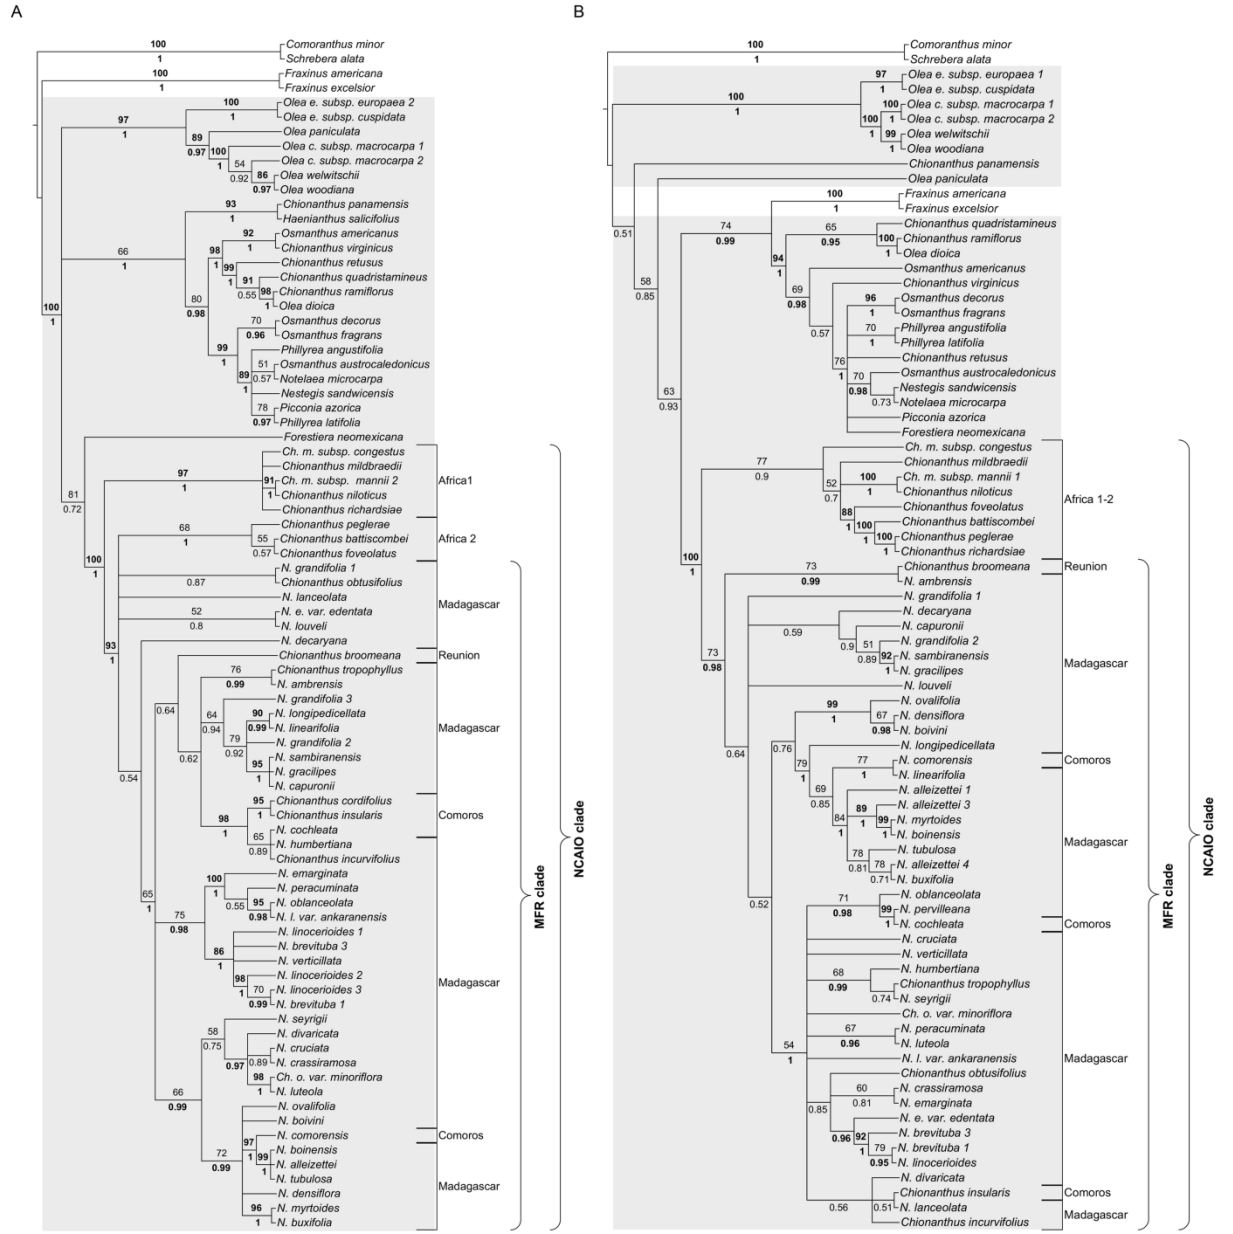 A
100
Comoranthus minor
1
Schrebera alata
100
Fraxinus americana
1
Fraxinus excelsior
100
Olea e. subsp. europaea 2
97
1
Olea e. subsp. cuspidata
1
89
Olea paniculata
0.97
100
Olea c. subsp. macrocarpa 1
1
54
Olea c. subsp. macrocarpa 2
0.92
86
Olea welwitschii
0.97
Olea woodiana
93
Chionanthus panamensis
1
Haenianthus salicifolius
92
Osmanthus americanus
66
98
1
Chionanthus virginicus
1
1
99
Chionanthus retusus
1
91
Chionanthus quadristamineus
0.55
98
Chionanthus ramiflorus
80
1
Olea dioica
0.98
100
1
70
Osmanthus decorus
0.96
Osmanthus fragrans
99
Phillyrea angustifolia
1
51
Osmanthus austrocaledonicus
89
0.57
Notelaea microcarpa
1
Nestegis sandwicensis
78
Picconia azorica
0.97
Phillyrea latifolia
Forestiera neomexicana
Ch. m. subsp. congestus
97
Chionanthus mildbraedii
1
91
Ch. m. subsp. mannii 2
Africa1
1
Chionanthus niloticus
81
0.72
Chionanthus richardsiae
68
Chionanthus peglerae
1
55
Chionanthus battiscombei
Africa 2
0.57
Chionanthus foveolatus
100
1
N. grandifolia 1
0.87
Chionanthus obtusifolius
N. lanceolata
Madagascar
52
N. e. var. edentata
0.8
N. louveli
93
1
N. decaryana
Chionanthus broomeana
Reunion
76
Chionanthus tropophyllus
0.99
N. ambrensis
0.64
64
N. grandifolia 3
0.94
90
N. longipedicellata
Madagascar
0.99
N. linearifolia
79
N. grandifolia 2
0.92
0.62
95
N. sambiranensis
1
N. gracilipes
0.54
N. capuronii
95
Chionanthus cordifolius
98
1
Chionanthus insularis
Comoros
1
65
N. cochleata
0.89
N. humbertiana
Chionanthus incurvifolius
100
N. emarginata
1
N. peracuminata
65
1
0.55
95
N. oblanceolata
75
0.98
N. l. var. ankaranensis
0.98
N. linocerioides 1
86
N. brevituba 3
1
N. verticillata
98
N. linocerioides 2
Madagascar
1
70
N. linocerioides 3
0.99
N. brevituba 1
58
N. seyrigii
0.75
N. divaricata
0.97
N. cruciata
0.89
N. crassiramosa
98
Ch. o. var. minoriflora
66
1
N. luteola
0.99
N. ovalifolia
N. boivini
97
N. comorensis
Comoros
72
1
99
N. boinensis
0.99
1
N. alleizettei
N. tubulosa
Madagascar
N. densiflora
96
N. myrtoides
1
N. buxifolia
MFR clade
NCAIO clade
B
100
Comoranthus minor
1
Schrebera alata
97
Olea e. subsp. europaea 1
1
Olea e. subsp. cuspidata
100
100
Olea c. subsp. macrocarpa 1
1
100
1
Olea c. subsp. macrocarpa 2
1
99
Olea welwitschii
1
Olea woodiana
Chionanthus panamensis
Olea paniculata
100
Fraxinus americana
1
Fraxinus excelsior
0.51
74
65
Chionanthus quadristamineus
0.99
0.95
100
Chionanthus ramiflorus
94
1
Olea dioica
1
58
69
Osmanthus americanus
0.85
0.98
Chionanthus virginicus
96
Osmanthus decorus
1
Osmanthus fragrans
0.57
70
Phillyrea angustifolia
1
Phillyrea latifolia
76
Chionanthus retusus
1
70
Osmanthus austrocaledonicus
0.98
Nestegis sandwicensis
63
0.73
Notelaea microcarpa
0.93
Picconia azorica
Forestiera neomexicana
Ch. m. subsp. congestus
77
Chionanthus mildbraedii
0.9
52
100
Ch. m. subsp. mannii 1
0.7
1
Chionanthus niloticus
Africa 1-2
88
Chionanthus foveolatus
1
100
Chionanthus battiscombei
1
100
Chionanthus peglerae
1
Chionanthus richardsiae
100
1
73
Chionanthus broomeana
Reunion
0.99
N. ambrensis
N. grandifolia 1
N. decaryana
0.59
N. capuronii
0.9
51
N. grandifolia 2
73
0.89
92
N. sambiranensis
Madagascar
0.98
1
N. gracilipes
N. louveli
99
N. ovalifolia
1
67
N. densiflora
0.98
N. boivini
0.64
0.76
N. longipedicellata
79
1
77
N. comorensis
Comoros
1
N. linearifolia
69
0.85
N. alleizettei 1
89
N. alleizettei 3
84
1
99
N. myrtoides
1
1
N. boinensis
Madagascar
78
N. tubulosa
0.81
78
N. alleizettei 4
0.71
N. buxifolia
0.52
71
N. oblanceolata
0.98
99
N. pervilleana
1
N. cochleata
Comoros
N. cruciata
N. verticillata
68
N. humbertiana
0.99
Chionanthus tropophyllus
0.74
N. seyrigii
Ch. o. var. minoriflora
67
N. peracuminata
0.96
N. luteola
54
1
N. l. var. ankaranensis
Madagascar
Chionanthus obtusifolius
60
N. crassiramosa
0.85
0.81
N. emarginata
N. e. var. edentata
0.96
92
N. brevituba 3
1
79
N. brevituba 1
0.95
N. linocerioides
N. divaricata
Chionanthus insularis
Comoros
0.56
0.51
N. lanceolata
Madagascar
Chionanthus incurvifolius
MFR clade
NCAIO clade